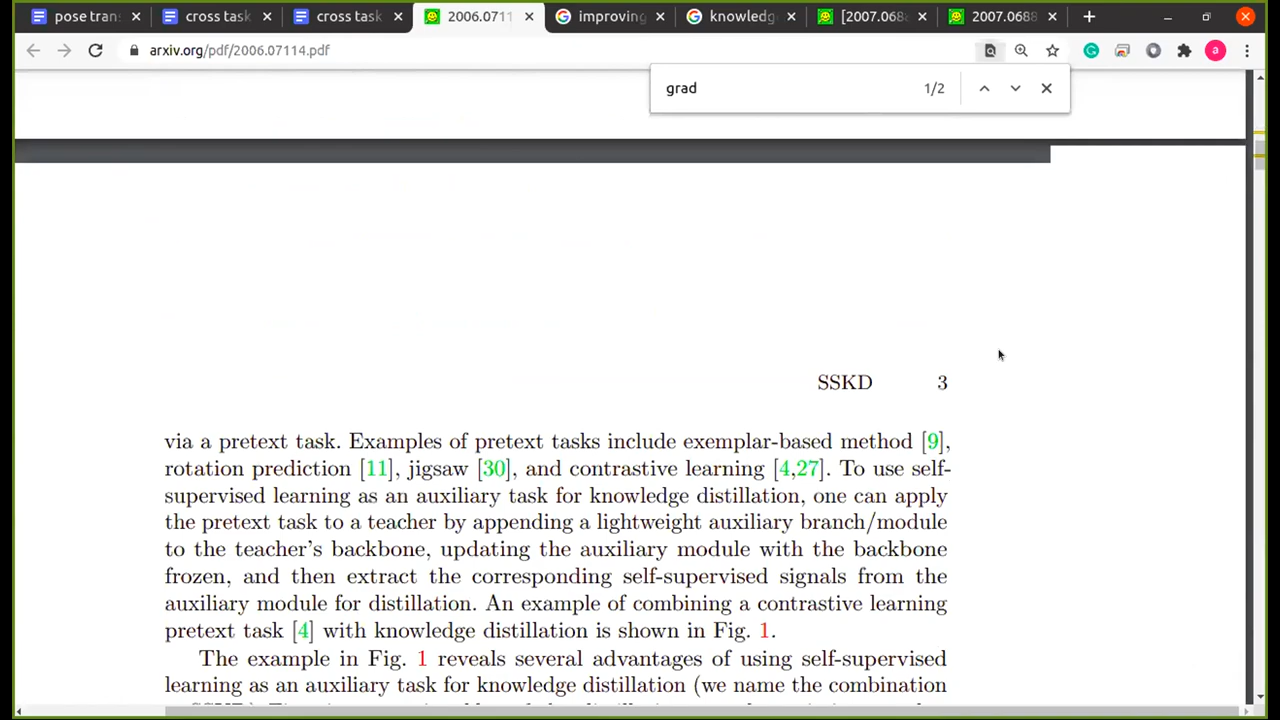 pose trans
cross task
cross task
2006.0711
improving
knowledg
[2007.068
2007.0688
arxiv.org/pdf/2006.07114.pdf
a
grad
1/2
SSKD 3
via a pretext task. Examples of pretext tasks include exemplar-based method [9],
rotation prediction [11], jigsaw [30], and contrastive learning [4,27]. To use self-
supervised learning as an auxiliary task for knowledge distillation, one can apply
the pretext task to a teacher by appending a lightweight auxiliary branch/module
to the teacher's backbone, updating the auxiliary module with the backbone
frozen, and then extract the corresponding self-supervised signals from the
auxiliary module for distillation. An example of combining a contrastive learning
pretext task [4] with knowledge distillation is shown in Fig. 1.
The example in Fig. 1 reveals several advantages of using self-supervised
learning as an auxiliary task for knowledge distillation (we name the combination